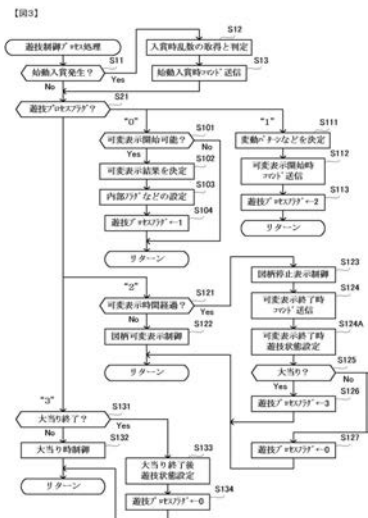 【図3】
遊技制御プロセス処理
S11
始動入賞発生?
Yes
No
S12
入賞時乱数の取得と判定
S13
始動入賞時コマンド送信
S21
遊技プロセスフラグ?
"0"
S101
可変表示開始可能?
Yes
No
S102
可変表示結果を決定
S103
内部フラグなどの設定
S104
遊技プロセスフラグ←1
リターン
"1"
S111
変動パターンなどを決定
S112
可変表示開始時
コマンド送信
S113
遊技プロセスフラグ←2
リターン
"2"
S121
可変表示時間経過?
Yes
No
S122
図柄可変表示制御
リターン
S123
図柄停止表示制御
S124
可変表示終了時
コマンド送信
S124A
可変表示終了時
遊技状態設定
S125
大当り?
Yes
No
S126
遊技プロセスフラグ←3
S127
遊技プロセスフラグ←0
"3"
S131
大当り終了?
No
Yes
S132
大当り時制御
リターン
S133
大当り終了後
遊技状態設定
S134
遊技プロセスフラグ←0